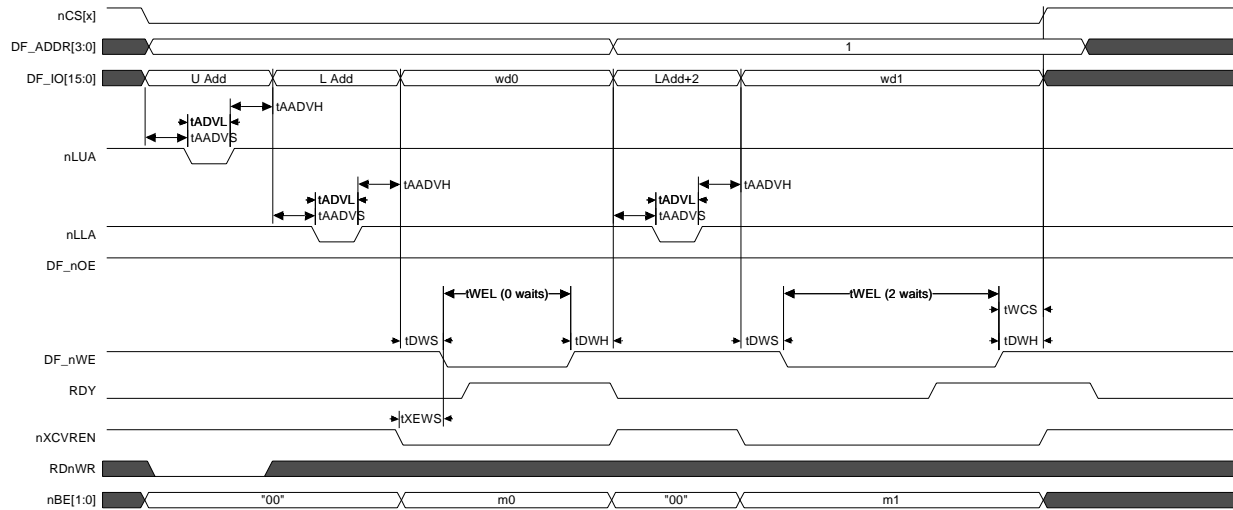 nCS[x]
DF_ADDR[3:0] 1
DF_IO[15:0] U Add L Add wd0 LAdd+2 wd1
tAADVH
tADVL
tAADVS
nLUA
tAADVH tAADVH
tADVL tADVL
tAADVS tAADVS
nLLA
DF_nOE
tWEL (0 waits) tWEL (2 waits)
tWCS
tDWS tDWH tDWS tDWH
DF_nWE
RDY
tXEWS
nXCVREN
RDnWR
nBE[1:0] "00" m0 "00" m1